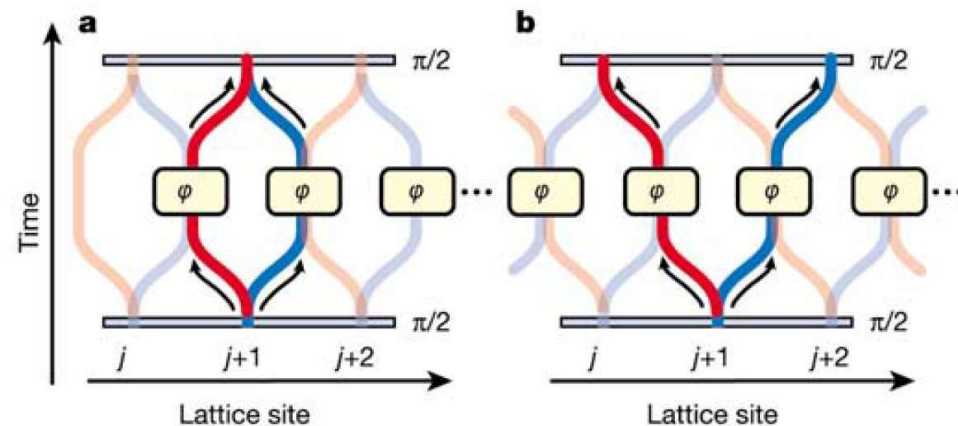 a
π/2
φ φ φ ...
π/2
j j+1 j+2
Lattice site
Time
b
π/2
φ φ φ φ ...
π/2
j j+1 j+2
Lattice site